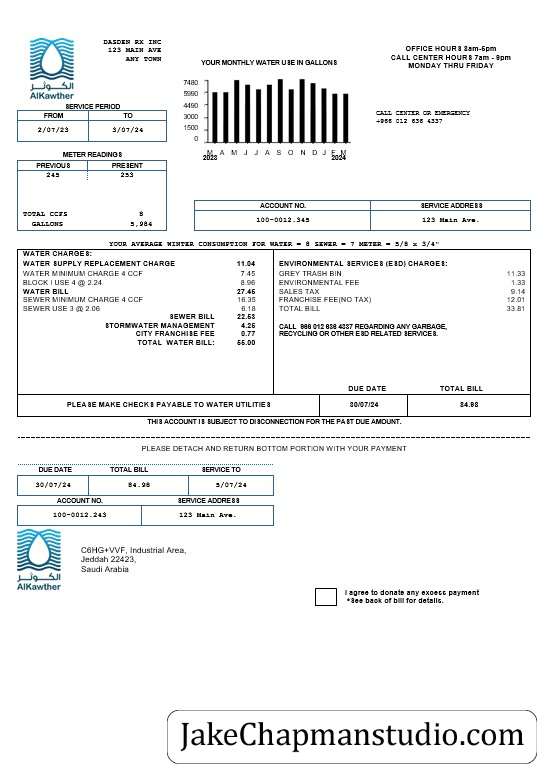 DASDEN RX INC
123 MAIN AVE
ANY TOWN
OFFICE HOURS 8am-5pm
CALL CENTER HOURS 7am - 9pm
MONDAY THRU FRIDAY
الكـــوثـــر
AlKawther
YOUR MONTHLY WATER USE IN GALLONS
7480
5990
4490
3000
1500
0
M A M J J A S O N D J F M
2023 2024
CALL CENTER OR EMERGENCY
+966 012 636 4337
SERVICE PERIOD
FROM TO
2/07/23 3/07/24
METER READINGS
PREVIOUS PRESENT
245 253
TOTAL CCFS 8
GALLONS 5,984
ACCOUNT NO. SERVICE ADDRESS
100-0012.345 123 Main Ave.
YOUR AVERAGE WINTER CONSUMPTION FOR WATER = 8 SEWER = 7 METER = 5/8 x 3/4"
WATER CHARGES:
WATER SUPPLY REPLACEMENT CHARGE 11.04
WATER MINIMUM CHARGE 4 CCF 7.45
BLOCK I USE 4 @ 2.24 8.96
WATER BILL 27.45
SEWER MINIMUM CHARGE 4 CCF 16.35
SEWER USE 3 @ 2.06 6.18
SEWER BILL 22.53
STORMWATER MANAGEMENT 4.25
CITY FRANCHISE FEE 0.77
TOTAL WATER BILL: 55.00
ENVIRONMENTAL SERVICES (ESD) CHARGES:
GREY TRASH BIN 11.33
ENVIRONMENTAL FEE 1.33
SALES TAX 9.14
FRANCHISE FEE(NO TAX) 12.01
TOTAL BILL 33.81
CALL 966 012 636 4337 REGARDING ANY GARBAGE,
RECYCLING OR OTHER ESD RELATED SERVICES.
DUE DATE TOTAL BILL
PLEASE MAKE CHECKS PAYABLE TO WATER UTILITIES 30/07/24 84.98
THIS ACCOUNT IS SUBJECT TO DISCONNECTION FOR THE PAST DUE AMOUNT.
PLEASE DETACH AND RETURN BOTTOM PORTION WITH YOUR PAYMENT
DUE DATE TOTAL BILL SERVICE TO
30/07/24 84.98 5/07/24
ACCOUNT NO. SERVICE ADDRESS
100-0012.243 123 Main Ave.
الكـــوثـــر
AlKawther
C6HG+VVF, Industrial Area,
Jeddah 22423,
Saudi Arabia
I agree to donate any excess payment
*See back of bill for details.
JakeChapmanstudio.com